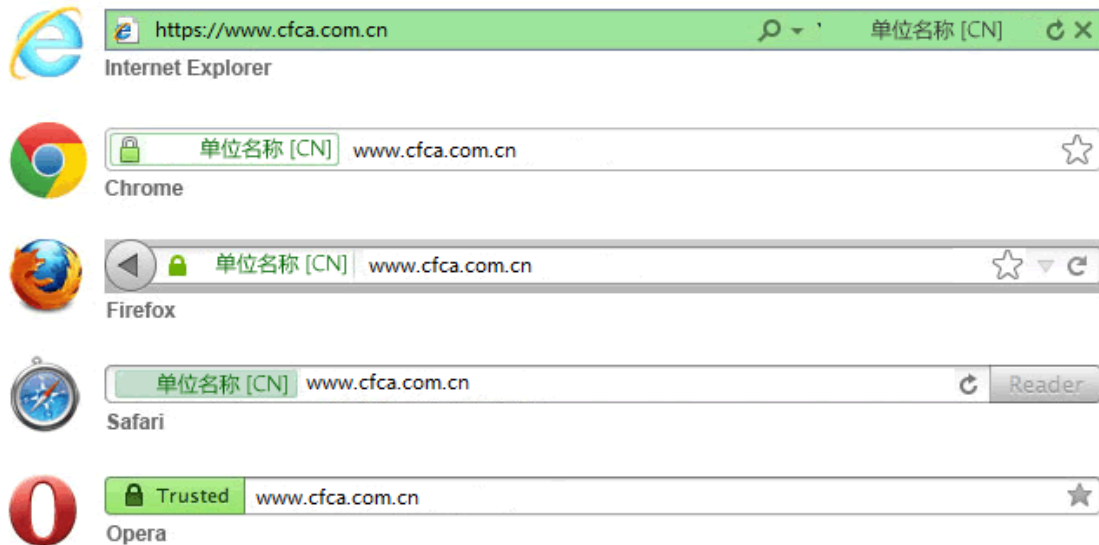 https://www.cfca.com.cn 单位名称 [CN]
Internet Explorer
单位名称 [CN] www.cfca.com.cn
Chrome
单位名称 [CN] www.cfca.com.cn
Firefox
单位名称 [CN] www.cfca.com.cn Reader
Safari
Trusted www.cfca.com.cn
Opera